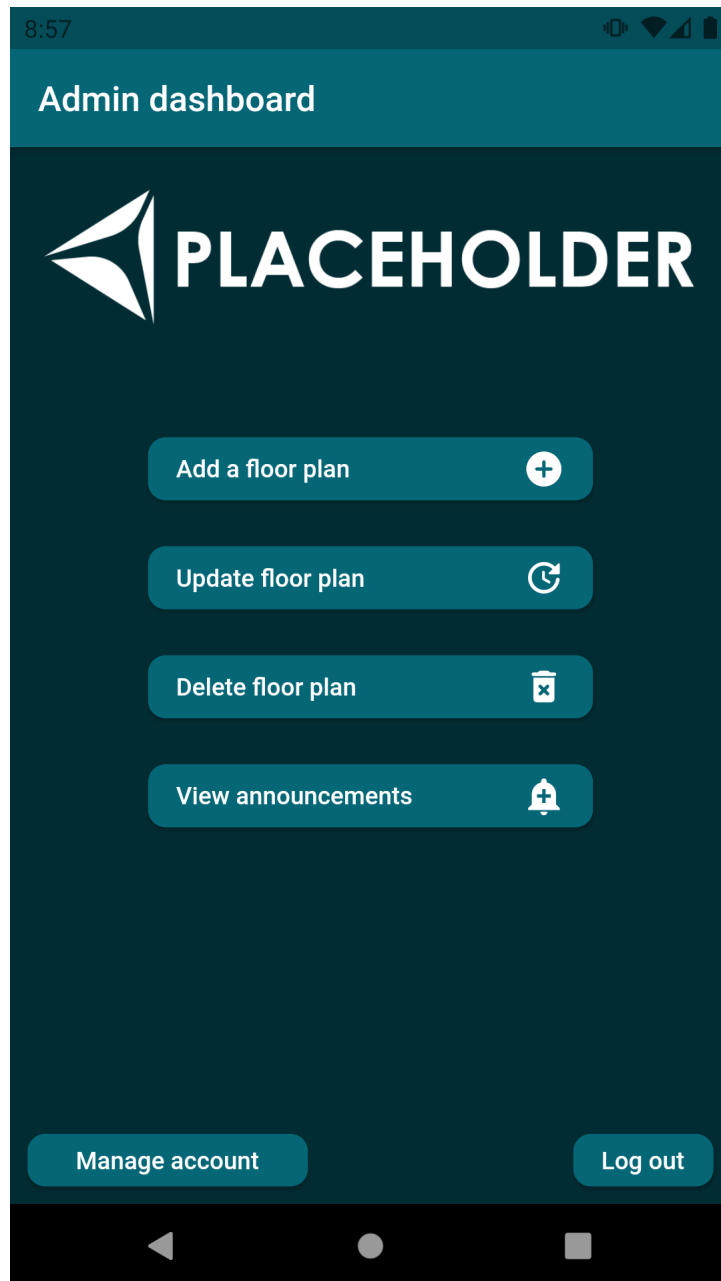 8:57
Admin dashboard
PLACEHOLDER
Add a floor plan
Update floor plan
Delete floor plan
View announcements
Manage account
Log out